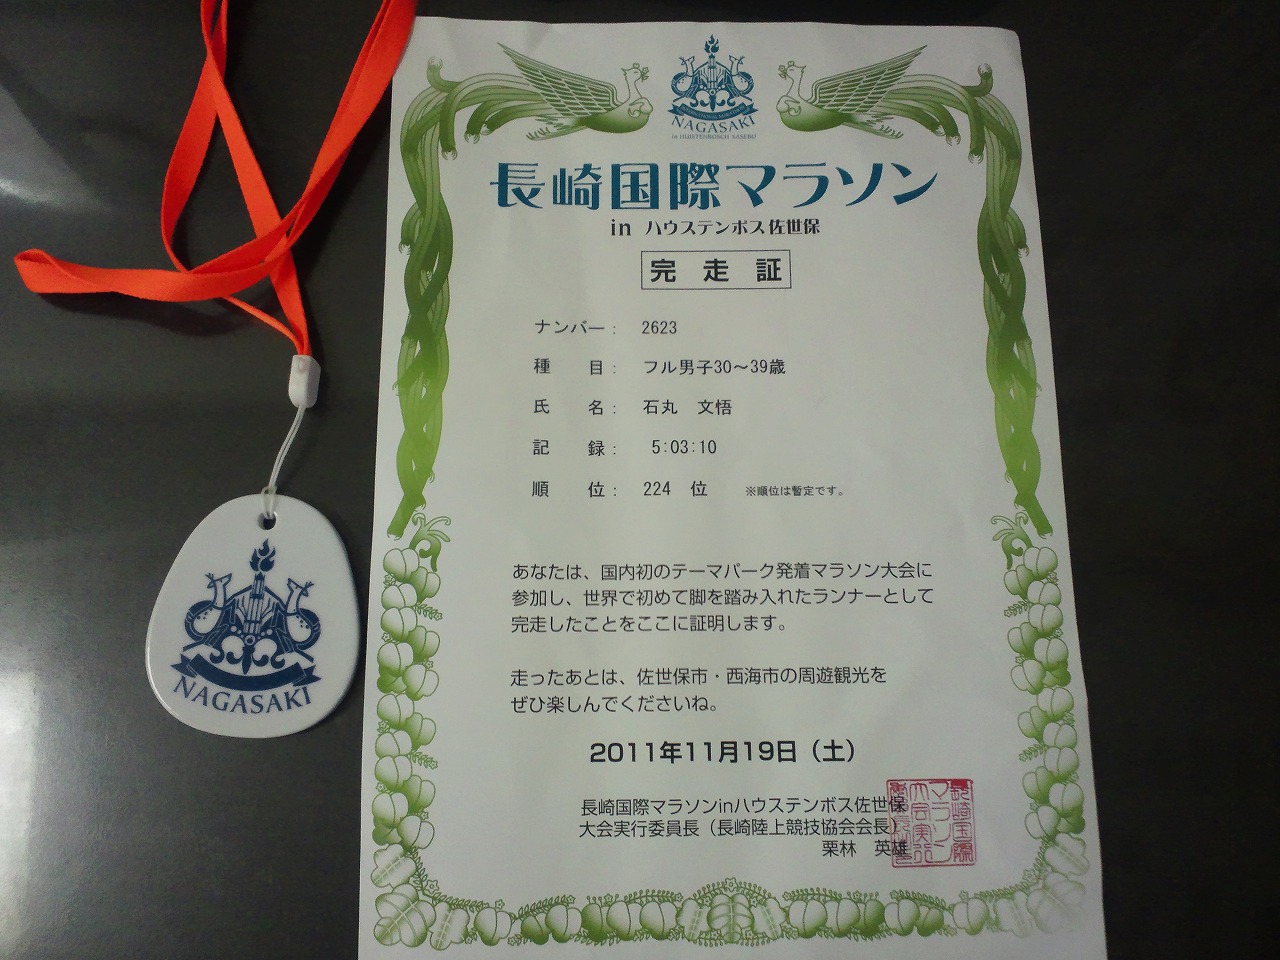 INTERNATIONAL MARATHON
NAGASAKI
in HUISTENBOSCH SASEBO
長崎国際マラソン
in ハウステンボス佐世保
完走証
ナンバー： 2623
種　目： フル男子30～39歳
氏　名： 石丸　文悟
記　録： 5:03:10
順　位： 224 位 ※順位は暫定です。
あなたは、国内初のテーマパーク発着マラソン大会に
参加し、世界で初めて脚を踏み入れたランナーとして
完走したことをここに証明します。
走ったあとは、佐世保市・西海市の周遊観光を
ぜひ楽しんでくださいね。
2011年11月19日（土）
長崎国際マラソンinハウステンボス佐世保
大会実行委員長（長崎陸上競技協会会長）
栗林　英雄
NAGASAKI